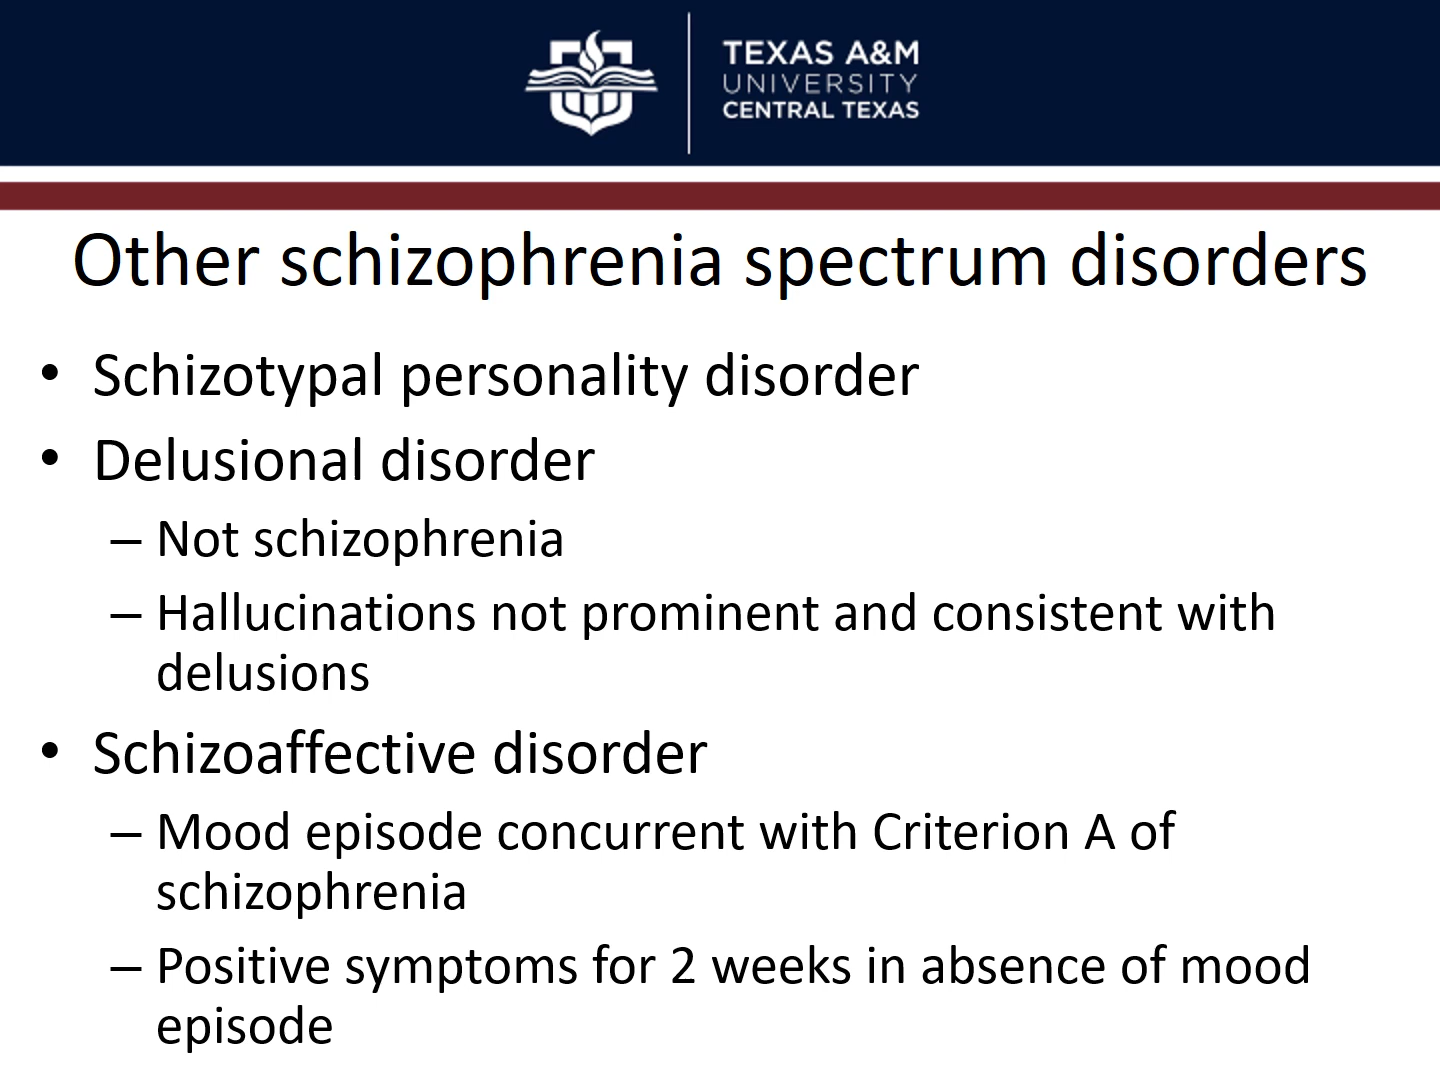 TEXAS A&M
UNIVERSITY
CENTRAL TEXAS
Other schizophrenia spectrum disorders
• Schizotypal personality disorder
• Delusional disorder
– Not schizophrenia
– Hallucinations not prominent and consistent with
delusions
• Schizoaffective disorder
– Mood episode concurrent with Criterion A of
schizophrenia
– Positive symptoms for 2 weeks in absence of mood
episode